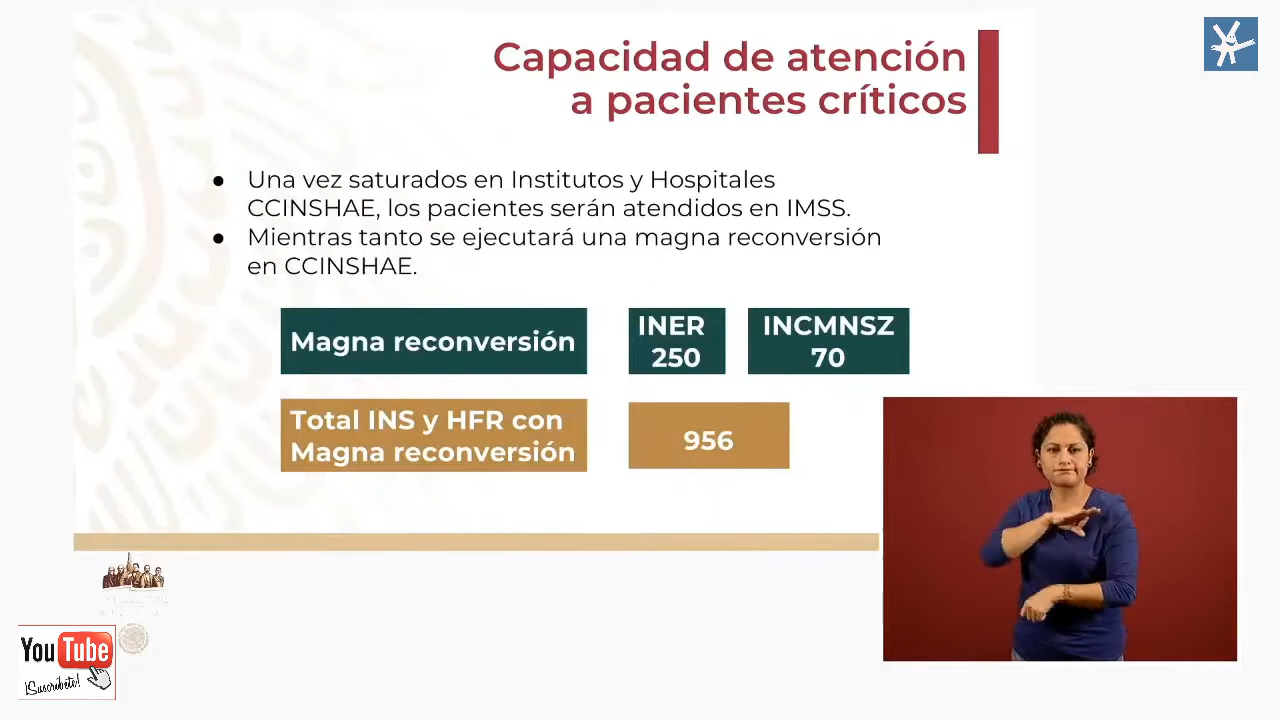 Capacidad de atención
a pacientes críticos
● Una vez saturados en Institutos y Hospitales
CCINSHAE, los pacientes serán atendidos en IMSS.
● Mientras tanto se ejecutará una magna reconversión
en CCINSHAE.
Magna reconversión
INER
250
INCMNSZ
70
Total INS y HFR con
Magna reconversión
956
YouTube
¡Suscríbete!